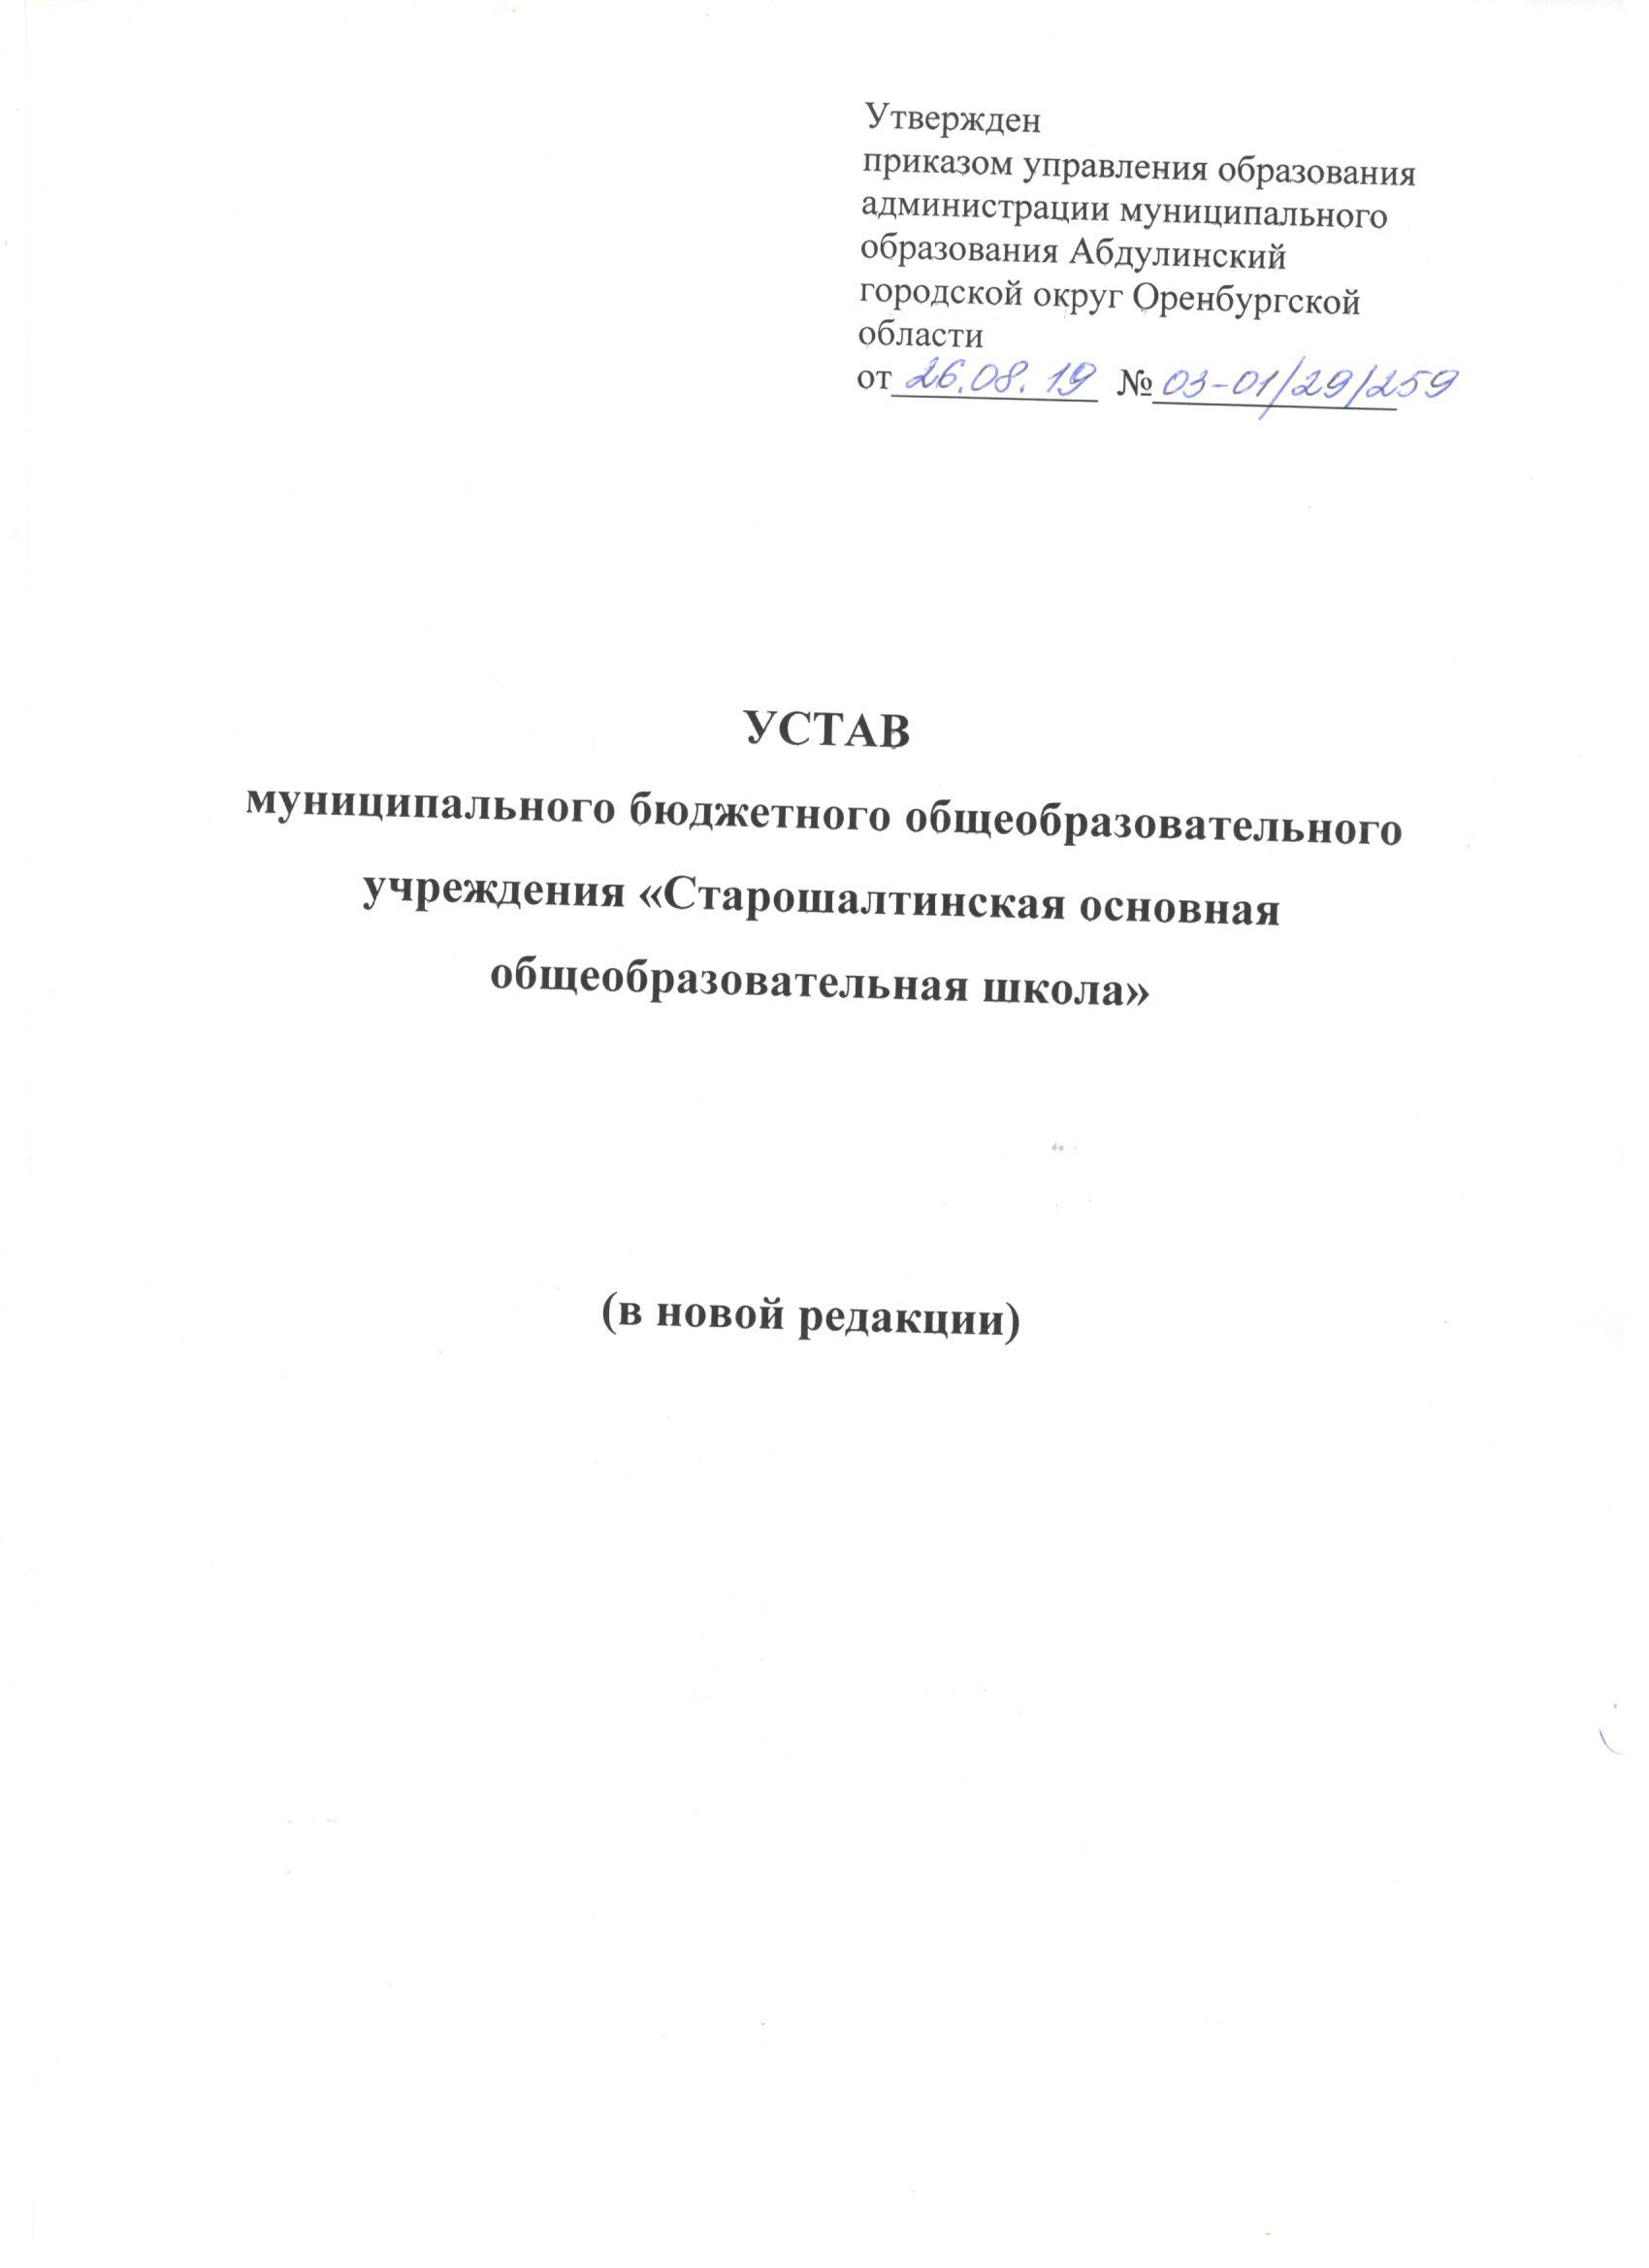 Утвержден
приказом управления образования
администрации муниципального
образования Абдулинский
городской округ Оренбургской
области
от 26.08.19 № 03-01/29/259
УСТАВ
муниципального бюджетного общеобразовательного
учреждения «Старошалтинская основная
общеобразовательная школа»
(в новой редакции)